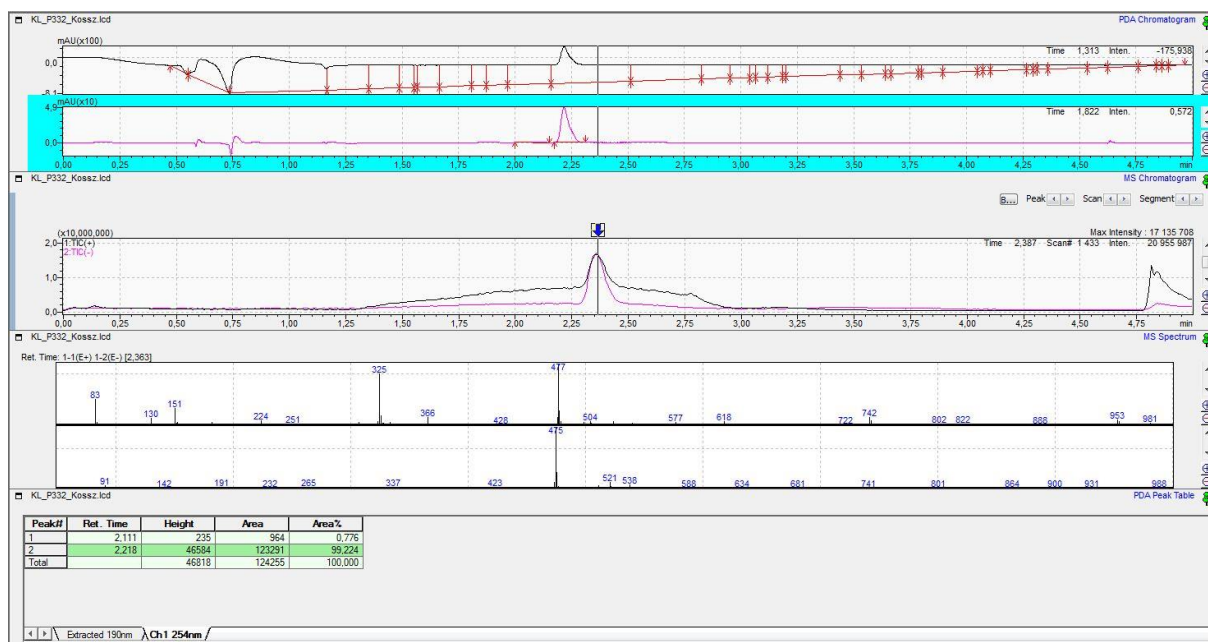 KL_P332_Kossz.lcd PDA Chromatogram
mAU(x100)
Time 1,313 Inten. -175,938
0,0
-8,1
mAU(x10)
4,9 Time 1,822 Inten. 0,572
0,0
0,00 0,25 0,50 0,75 1,00 1,25 1,50 1,75 2,00 2,25 2,50 2,75 3,00 3,25 3,50 3,75 4,00 4,25 4,50 4,75 min
KL_P332_Kossz.lcd MS Chromatogram
B... Peak Scan Segment
(x10,000,000) Max Intensity : 17 135 708
2,0 1:TIC(+) Time 2,387 Scan# 1 433 Inten. 20 955 987
2:TIC(-)
1,0
0,0
0,00 0,25 0,50 0,75 1,00 1,25 1,50 1,75 2,00 2,25 2,50 2,75 3,00 3,25 3,50 3,75 4,00 4,25 4,50 4,75 min
KL_P332_Kossz.lcd MS Spectrum
Ret. Time: 1-1(E+) 1-2(E-) [2,363]
83 130 151 224 251 325 366 428 477 504 577 618 722 742 802 822 888 953 981
91 142 191 232 265 337 423 475 521 538 588 634 681 741 801 864 900 931 988
KL_P332_Kossz.lcd PDA Peak Table
Peak# Ret. Time Height Area Area%
1 2,111 235 964 0,776
2 2,218 46584 123291 99,224
Total 46818 124255 100,000
Extracted 190nm Ch1 254nm